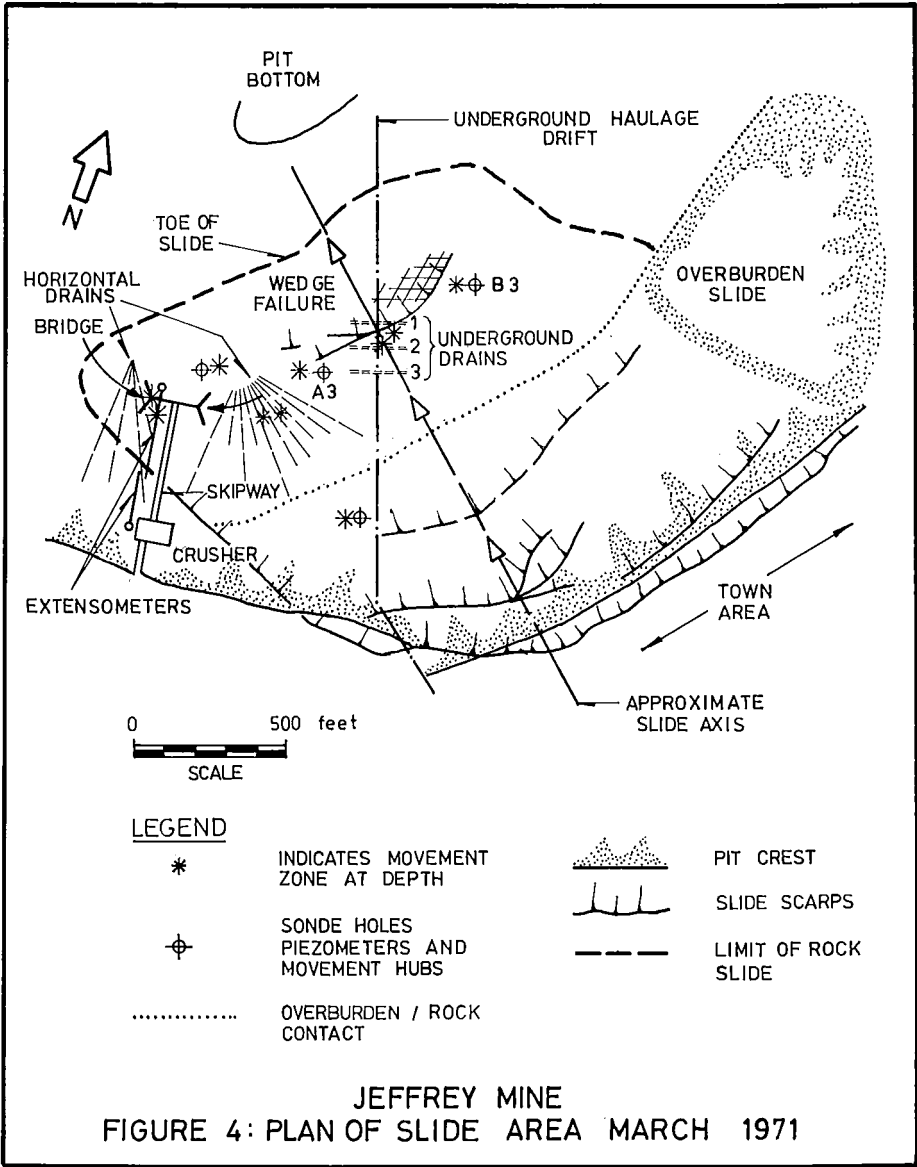 PIT
BOTTOM
UNDERGROUND HAULAGE
DRIFT
N
TOE OF
SLIDE
HORIZONTAL
DRAINS
WEDGE
FAILURE
B3
OVERBURDEN
SLIDE
BRIDGE
1
2
3
UNDERGROUND
DRAINS
A3
SKIPWAY
CRUSHER
EXTENSOMETERS
TOWN
AREA
APPROXIMATE
SLIDE AXIS
0 500 feet
SCALE
LEGEND
INDICATES MOVEMENT
ZONE AT DEPTH
SONDE HOLES
PIEZOMETERS AND
MOVEMENT HUBS
OVERBURDEN / ROCK
CONTACT
PIT CREST
SLIDE SCARPS
LIMIT OF ROCK
SLIDE
JEFFREY MINE
FIGURE 4: PLAN OF SLIDE AREA MARCH 1971